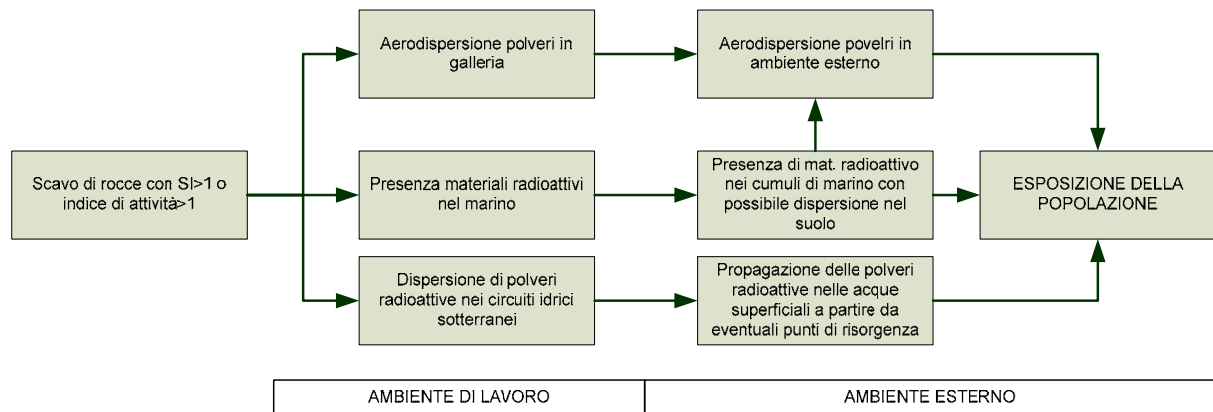 Aerodispersione polveri in
galleria
Aerodispersione povelri in
ambiente esterno
Scavo di rocce con SI>1 o
indice di attività>1
Presenza materiali radioattivi
nel marino
Presenza di mat. radioattivo
nei cumuli di marino con
possibile dispersione nel
suolo
ESPOSIZIONE DELLA
POPOLAZIONE
Dispersione di polveri
radioattive nei circuiti idrici
sotterranei
Propagazione delle polveri
radioattive nelle acque
superficiali a partire da
eventuali punti di risorgenza
AMBIENTE DI LAVORO
AMBIENTE ESTERNO